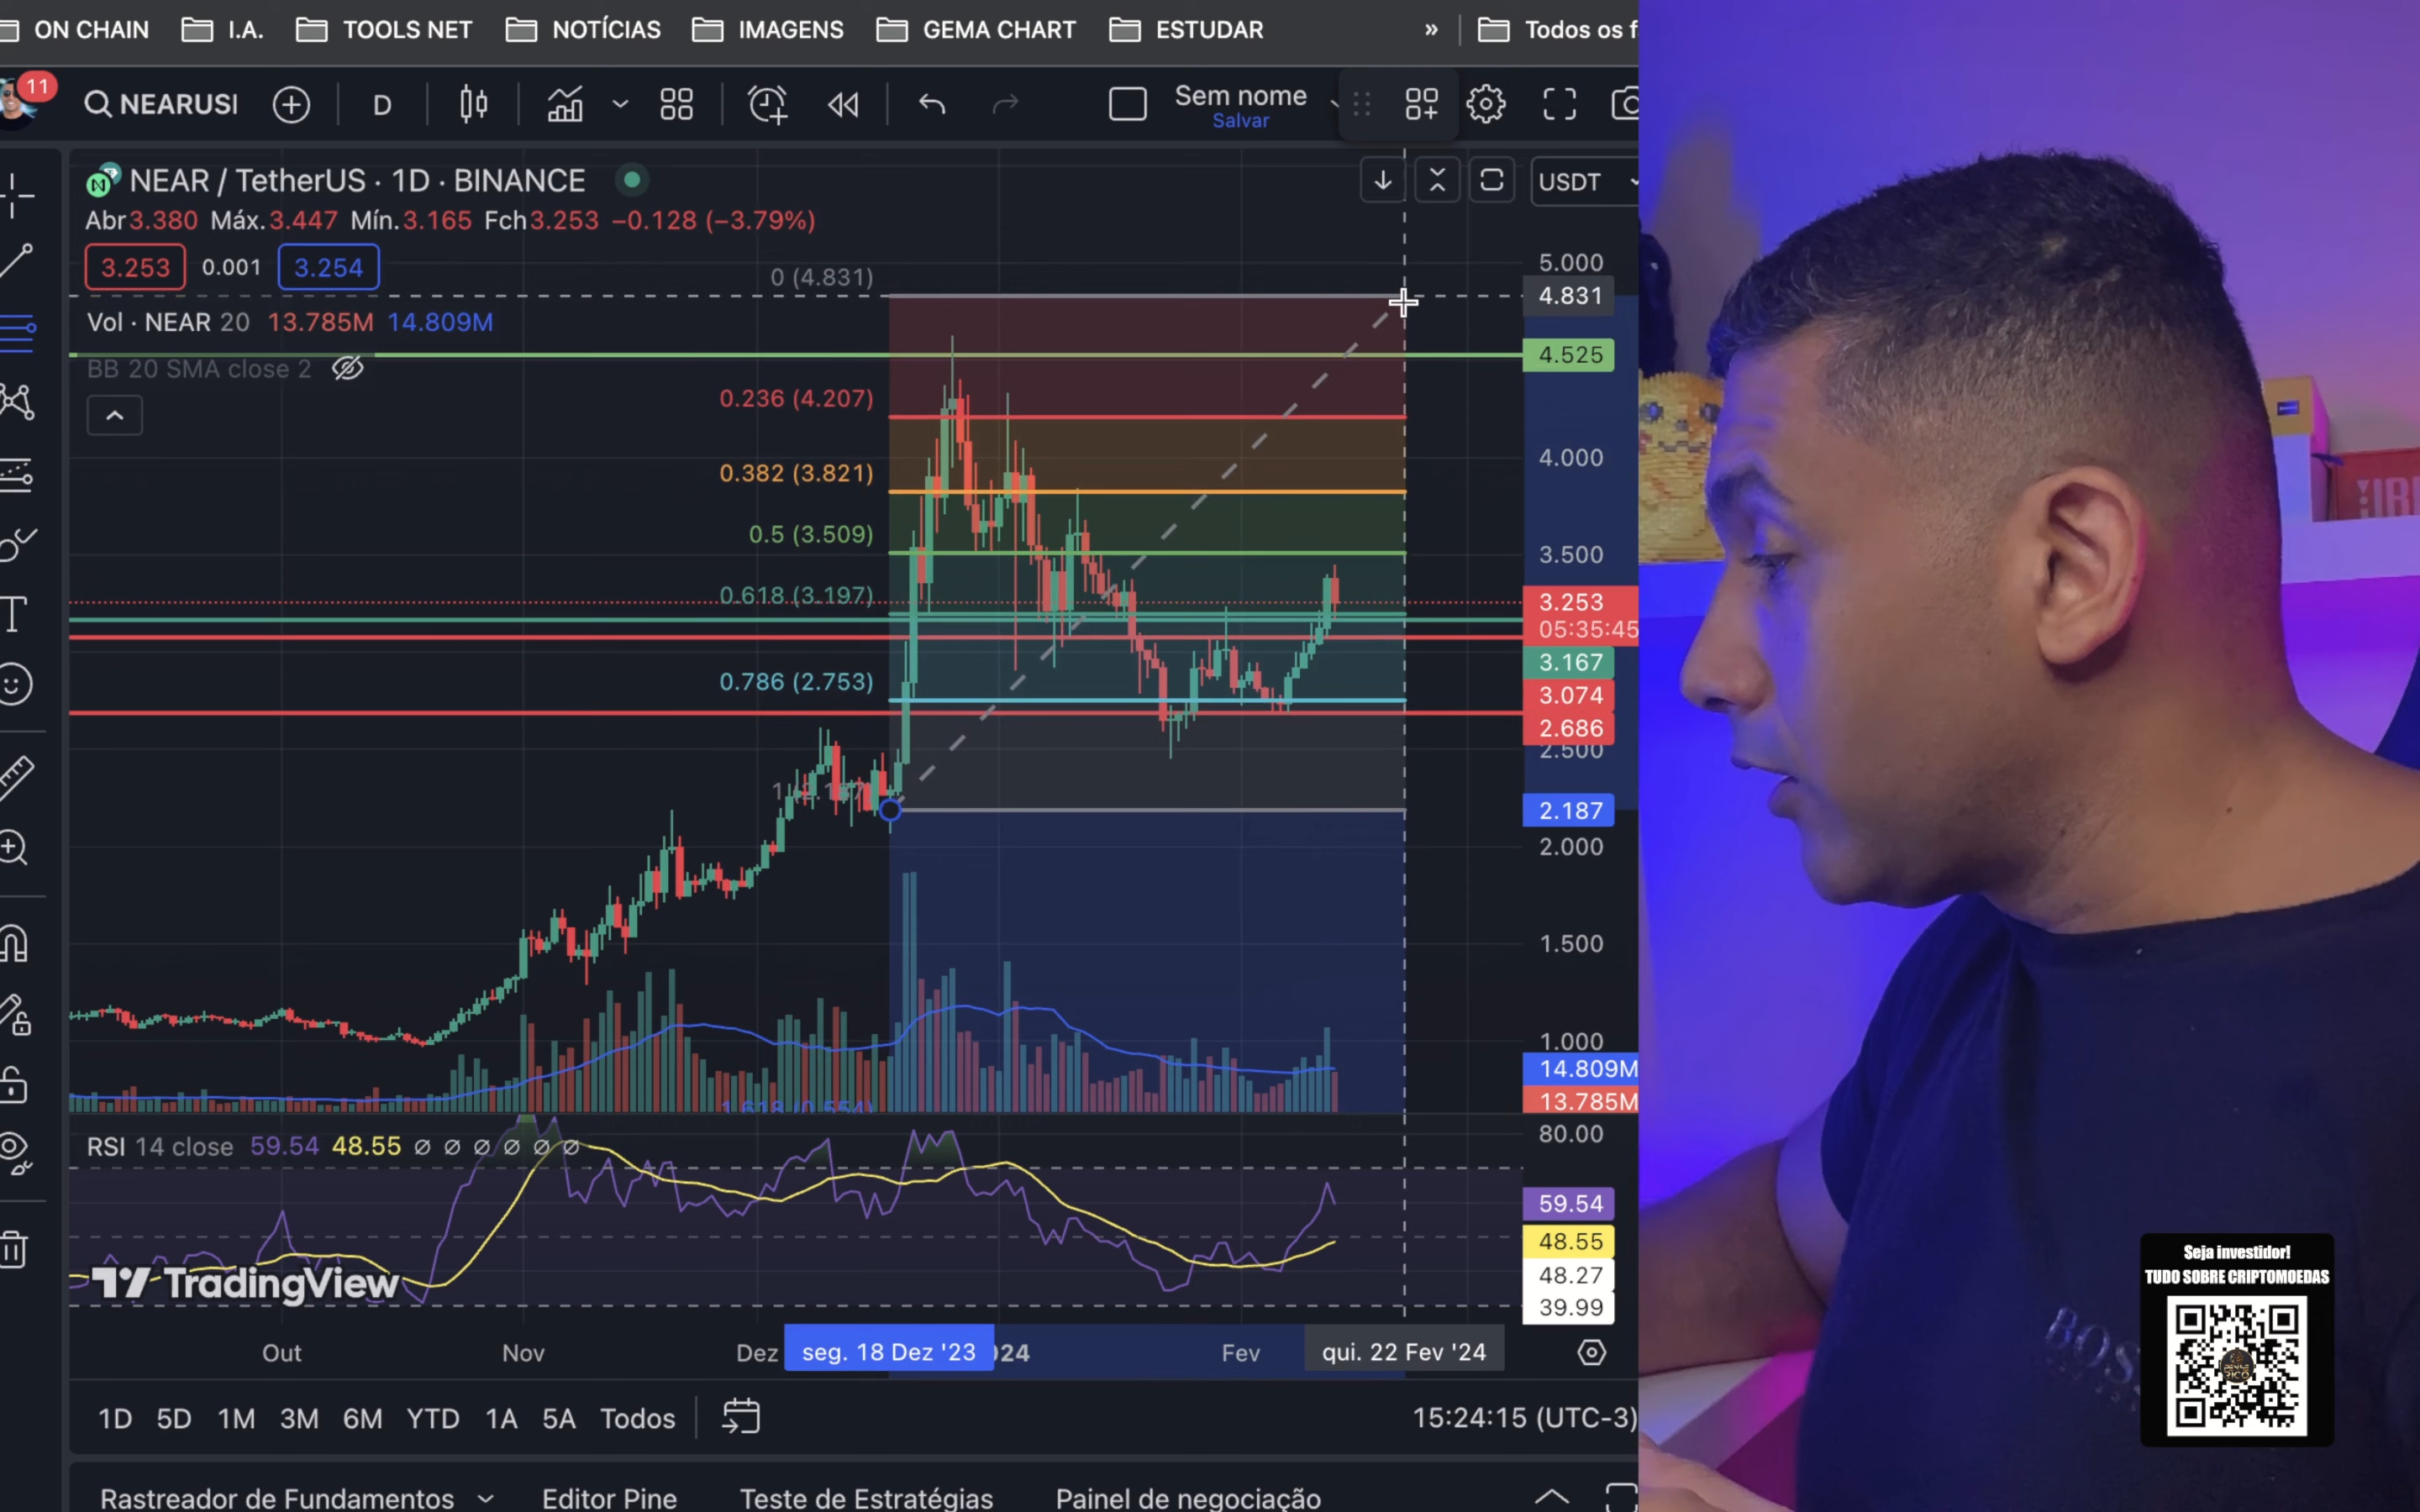 ON CHAIN I.A. TOOLS NET NOTÍCIAS IMAGENS GEMA CHART ESTUDAR » Todos os f
11 NEARUSI D Sem nome
Salvar
NEAR / TetherUS · 1D · BINANCE USDT
Abr3.380 Máx.3.447 Mín.3.165 Fch3.253 −0.128 (−3.79%)
3.253 0.001 3.254
0 (4.831)
Vol · NEAR 20 13.785M 14.809M
BB 20 SMA close 2
0.236 (4.207)
0.382 (3.821)
0.5 (3.509)
0.618 (3.197)
0.786 (2.753)
1.618 (0.554)
5.000
4.831
4.525
4.000
3.500
3.253
05:35:45
3.167
3.074
2.686
2.500
2.187
2.000
1.500
1.000
14.809M
13.785M
RSI 14 close 59.54 48.55 ∅ ∅ ∅ ∅ ∅ ∅
80.00
59.54
48.55
48.27
39.99
TradingView
Out Nov Dez seg. 18 Dez '23 024 Fev qui. 22 Fev '24
1D 5D 1M 3M 6M YTD 1A 5A Todos 15:24:15 (UTC-3)
Rastreador de Fundamentos Editor Pine Teste de Estratégias Painel de negociação
Seja investidor!
TUDO SOBRE CRIPTOMOEDAS
BOSS